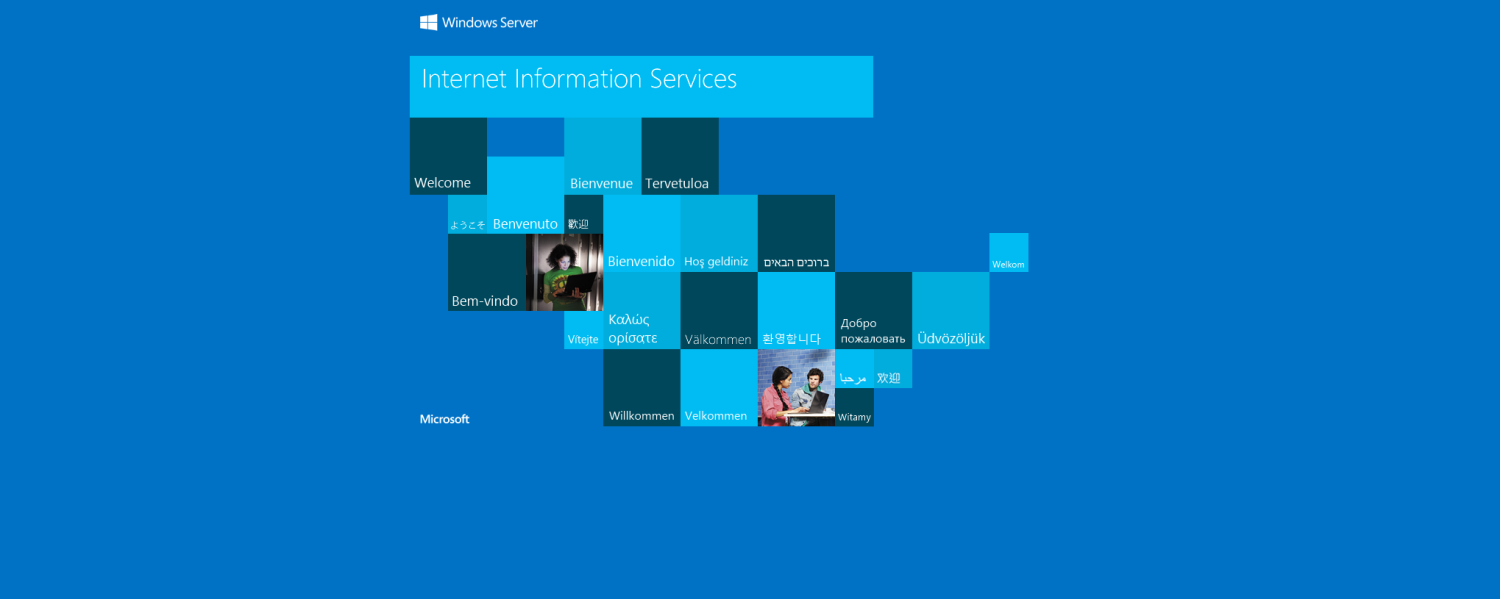 Windows Server
Internet Information Services
Welcome
Bienvenue
Tervetuloa
ようこそ
Benvenuto
歡迎
Bienvenido
Hoş geldiniz
ברוכים הבאים
Welkom
Bem-vindo
Vítejte
Καλώς
ορίσατε
Välkommen
환영합니다
Добро
пожаловать
Üdvözöljük
Willkommen
Velkommen
مرحبا
欢迎
Witamy
Microsoft